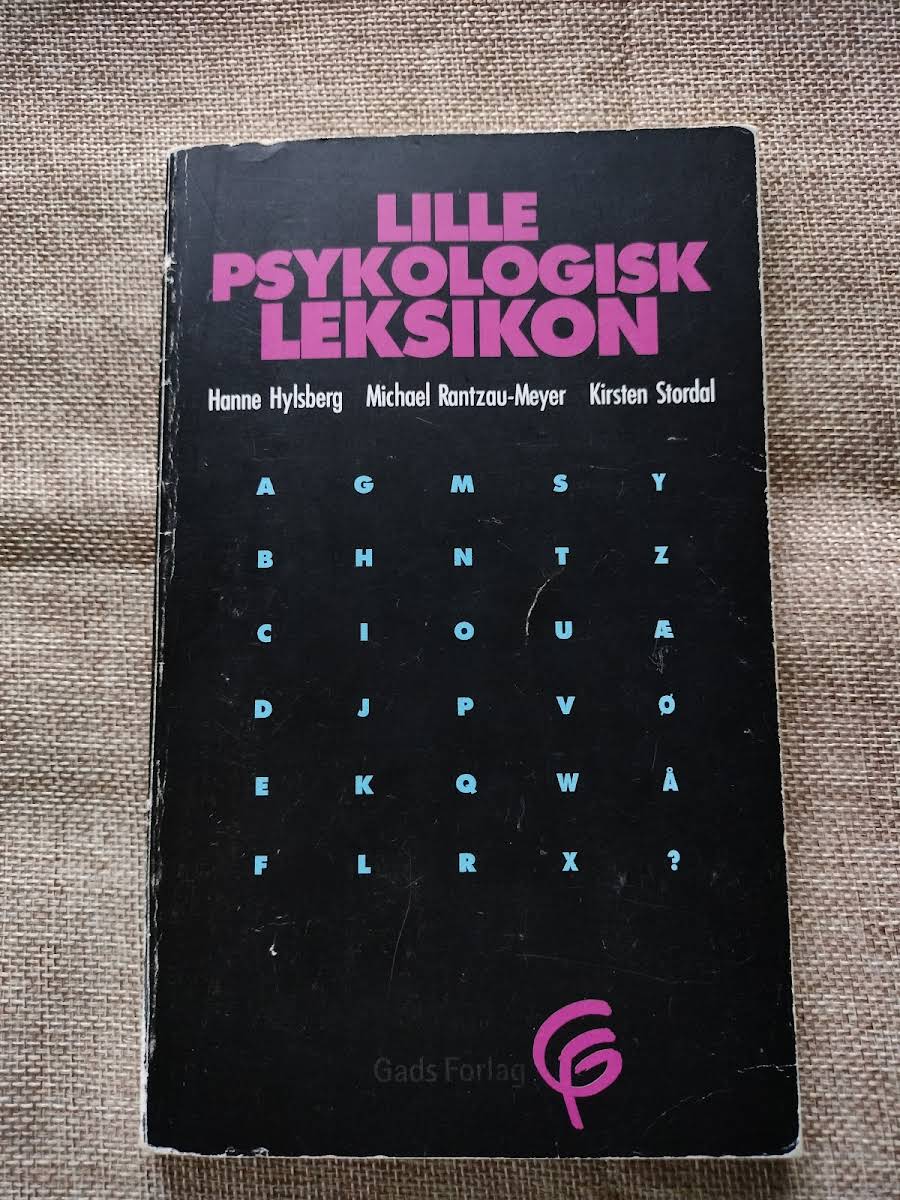 LILLE
PSYKOLOGISK
LEKSIKON
Hanne Hylsberg Michael Rantzau-Meyer Kirsten Stordal
A G M S Y
B H N T Z
C I O U Æ
D J P V Ø
E K Q W Å
F L R X ?
Gads Forlag